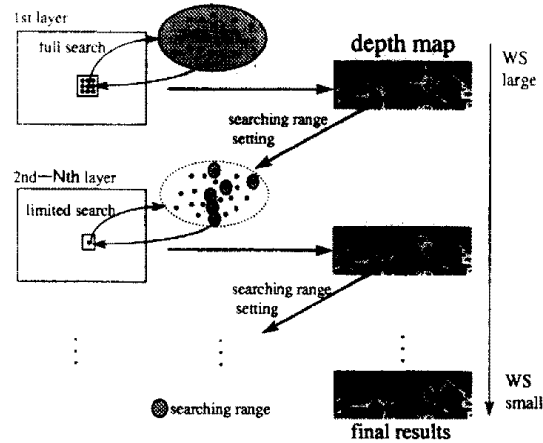 1st layer
full search
depth map
WS
large
searching range
setting
2nd−Nth layer
limited search
searching range
setting
searching range
WS
small
final results